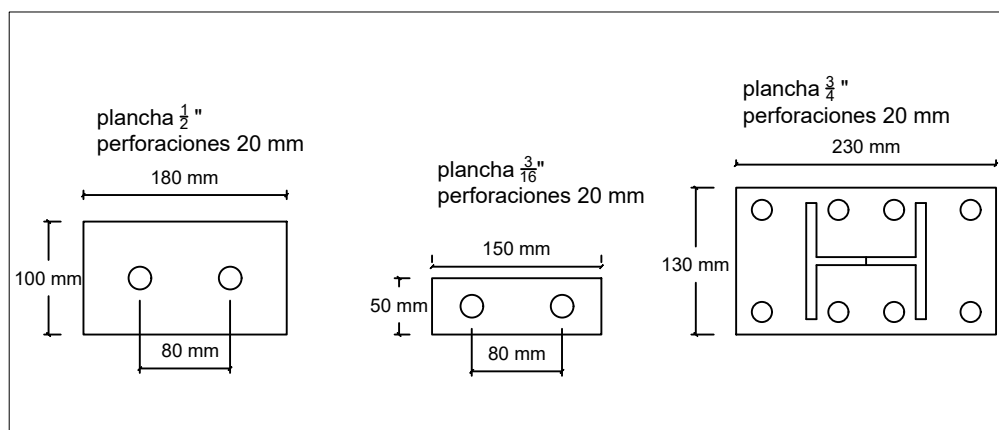 plancha 1/2 "
perforaciones 20 mm
180 mm
100 mm
80 mm
plancha 3/16"
perforaciones 20 mm
150 mm
50 mm
80 mm
plancha 3/4 "
perforaciones 20 mm
230 mm
130 mm